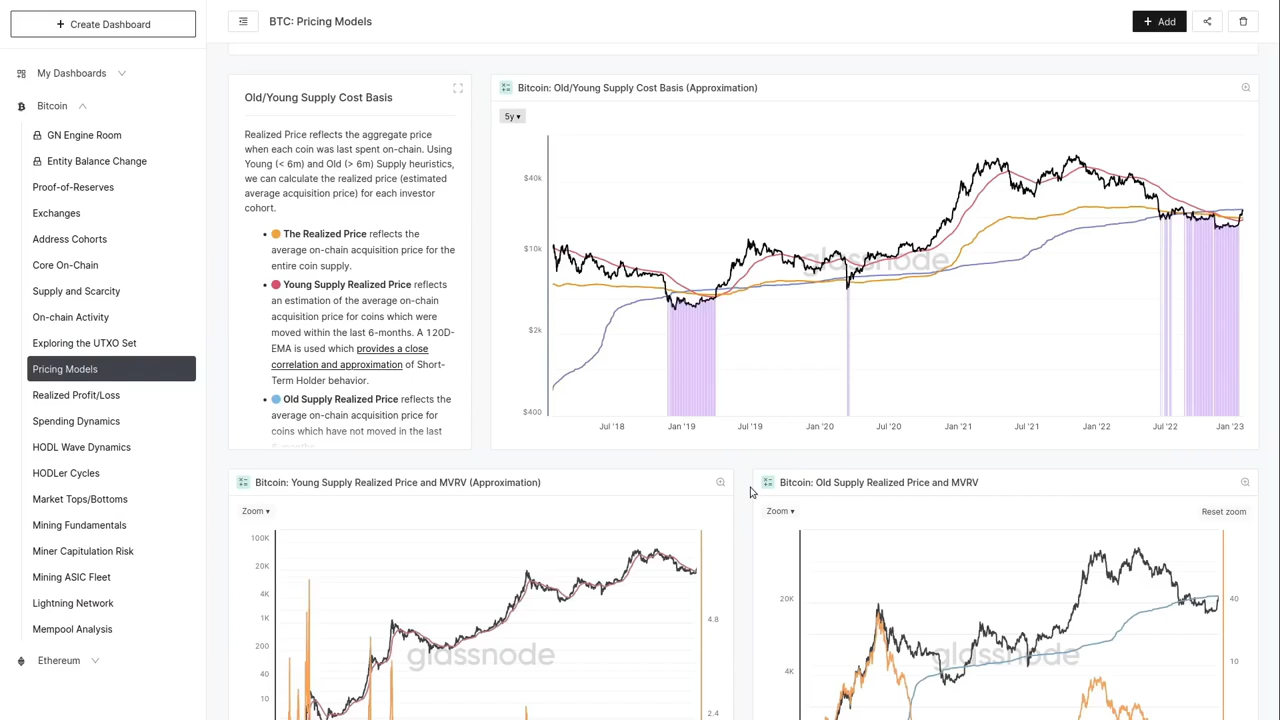 + Create Dashboard
BTC: Pricing Models
+ Add
My Dashboards
Bitcoin
GN Engine Room
Entity Balance Change
Proof-of-Reserves
Exchanges
Address Cohorts
Core On-Chain
Supply and Scarcity
On-chain Activity
Exploring the UTXO Set
Pricing Models
Realized Profit/Loss
Spending Dynamics
HODL Wave Dynamics
HODLer Cycles
Market Tops/Bottoms
Mining Fundamentals
Miner Capitulation Risk
Mining ASIC Fleet
Lightning Network
Mempool Analysis
Ethereum
Old/Young Supply Cost Basis
Realized Price reflects the aggregate price
when each coin was last spent on-chain. Using
Young (< 6m) and Old (> 6m) Supply heuristics,
we can calculate the realized price (estimated
average acquisition price) for each investor
cohort.
• The Realized Price reflects the
average on-chain acquisition price for the
entire coin supply.
• Young Supply Realized Price reflects
an estimation of the average on-chain
acquisition price for coins which were
moved within the last 6-months. A 120D-
EMA is used which provides a close
correlation and approximation of Short-
Term Holder behavior.
• Old Supply Realized Price reflects the
average on-chain acquisition price for
coins which have not moved in the last
Bitcoin: Old/Young Supply Cost Basis (Approximation)
5y ▾
$40k
$10k
$2k
$400
glassnode
Jul '18 Jan '19 Jul '19 Jan '20 Jul '20 Jan '21 Jul '21 Jan '22 Jul '22 Jan '23
Bitcoin: Young Supply Realized Price and MVRV (Approximation)
Zoom ▾
100K
20K
4K
1K
200
40
10
4.8
2.4
glassnode
Bitcoin: Old Supply Realized Price and MVRV
Zoom ▾
Reset zoom
20K
4K
40
10
glassnode